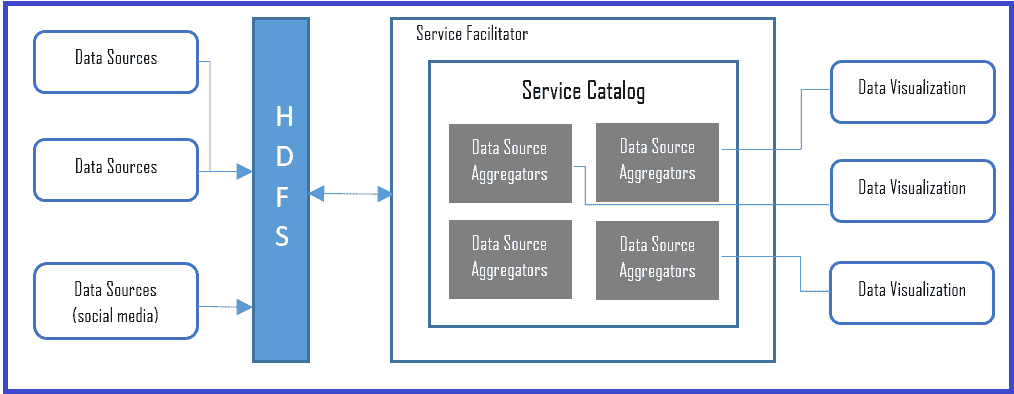 Data Sources
Data Sources
Data Sources
(social media)
H
D
F
S
Service Facilitator
Service Catalog
Data Source
Aggregators
Data Source
Aggregators
Data Source
Aggregators
Data Source
Aggregators
Data Visualization
Data Visualization
Data Visualization